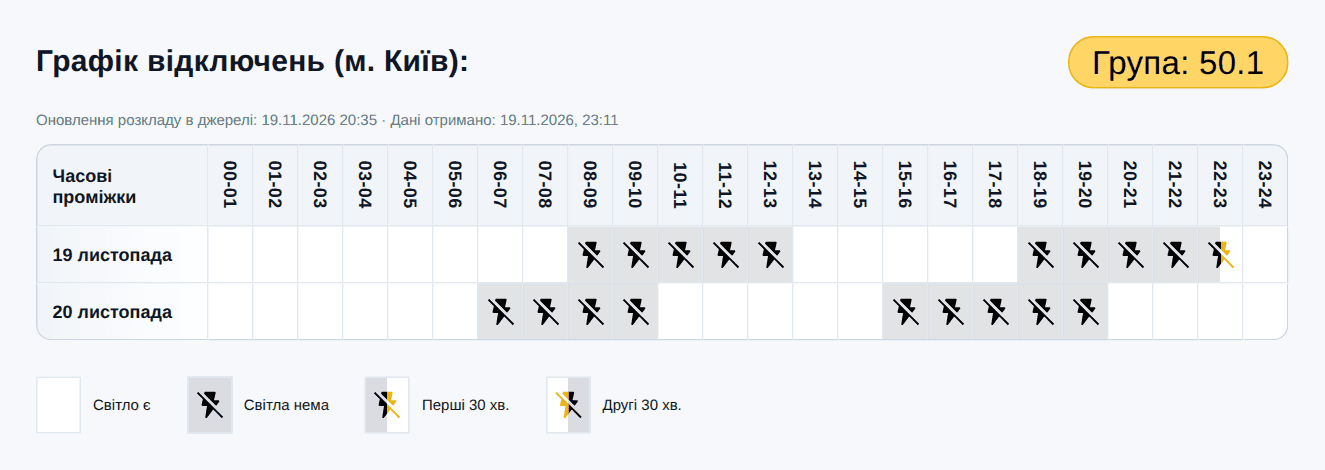 Графік відключень (м. Київ):
Група: 50.1
Оновлення розкладу в джерелі: 19.11.2026 20:35 · Дані отримано: 19.11.2026, 23:11
Часові
проміжки
00-01 01-02 02-03 03-04 04-05 05-06 06-07 07-08 08-09 09-10 10-11 11-12 12-13 13-14 14-15 15-16 16-17 17-18 18-19 19-20 20-21 21-22 22-23 23-24
19 листопада
20 листопада
Світло є Світла нема Перші 30 хв. Другі 30 хв.